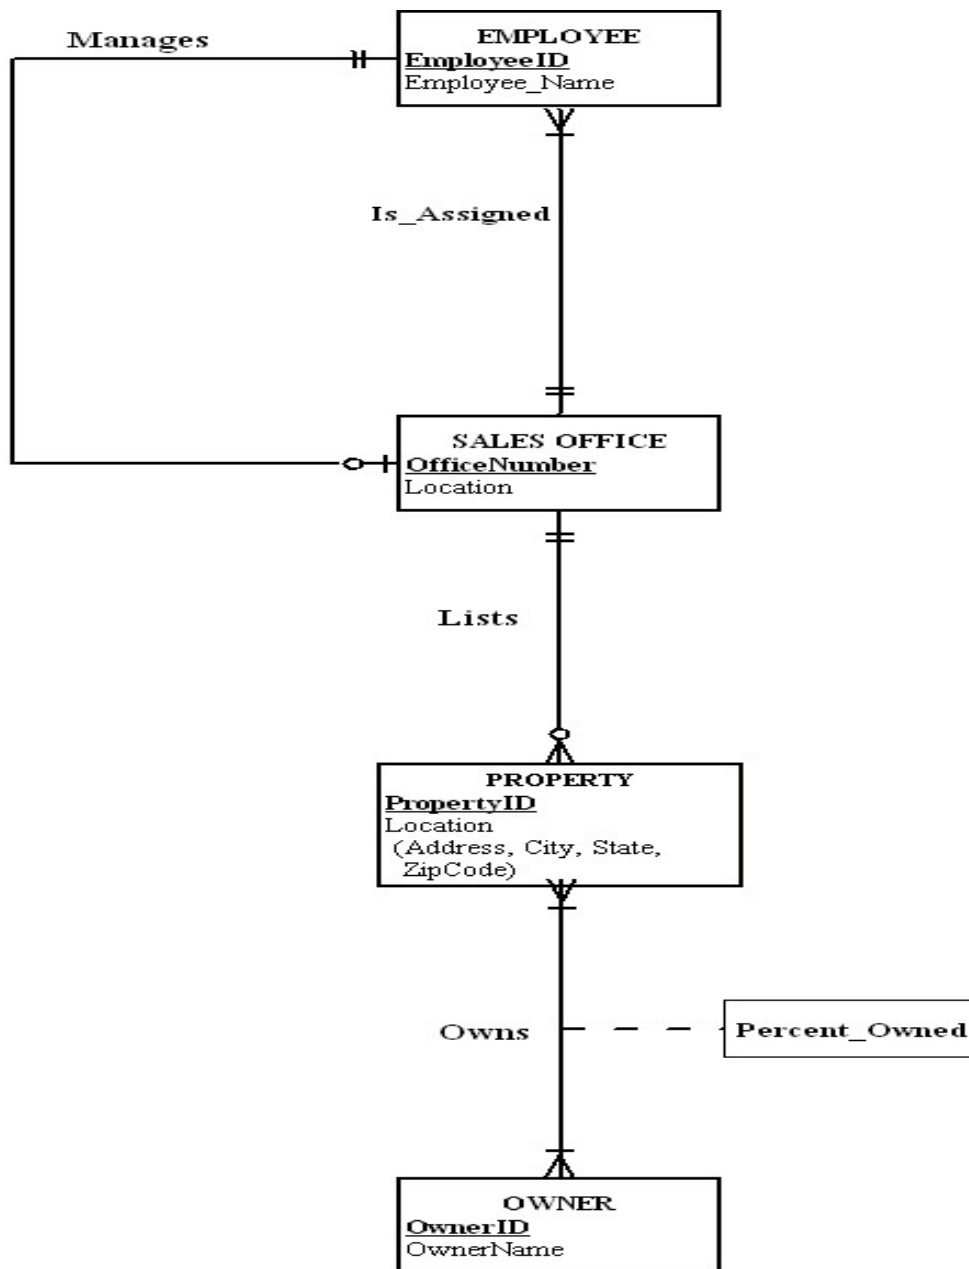 Manages
EMPLOYEE
EmployeeID
Employee_Name
Is_Assigned
SALES OFFICE
OfficeNumber
Location
Lists
PROPERTY
PropertyID
Location
(Address, City, State,
ZipCode)
Owns
Percent_Owned
OWNER
OwnerID
OwnerName